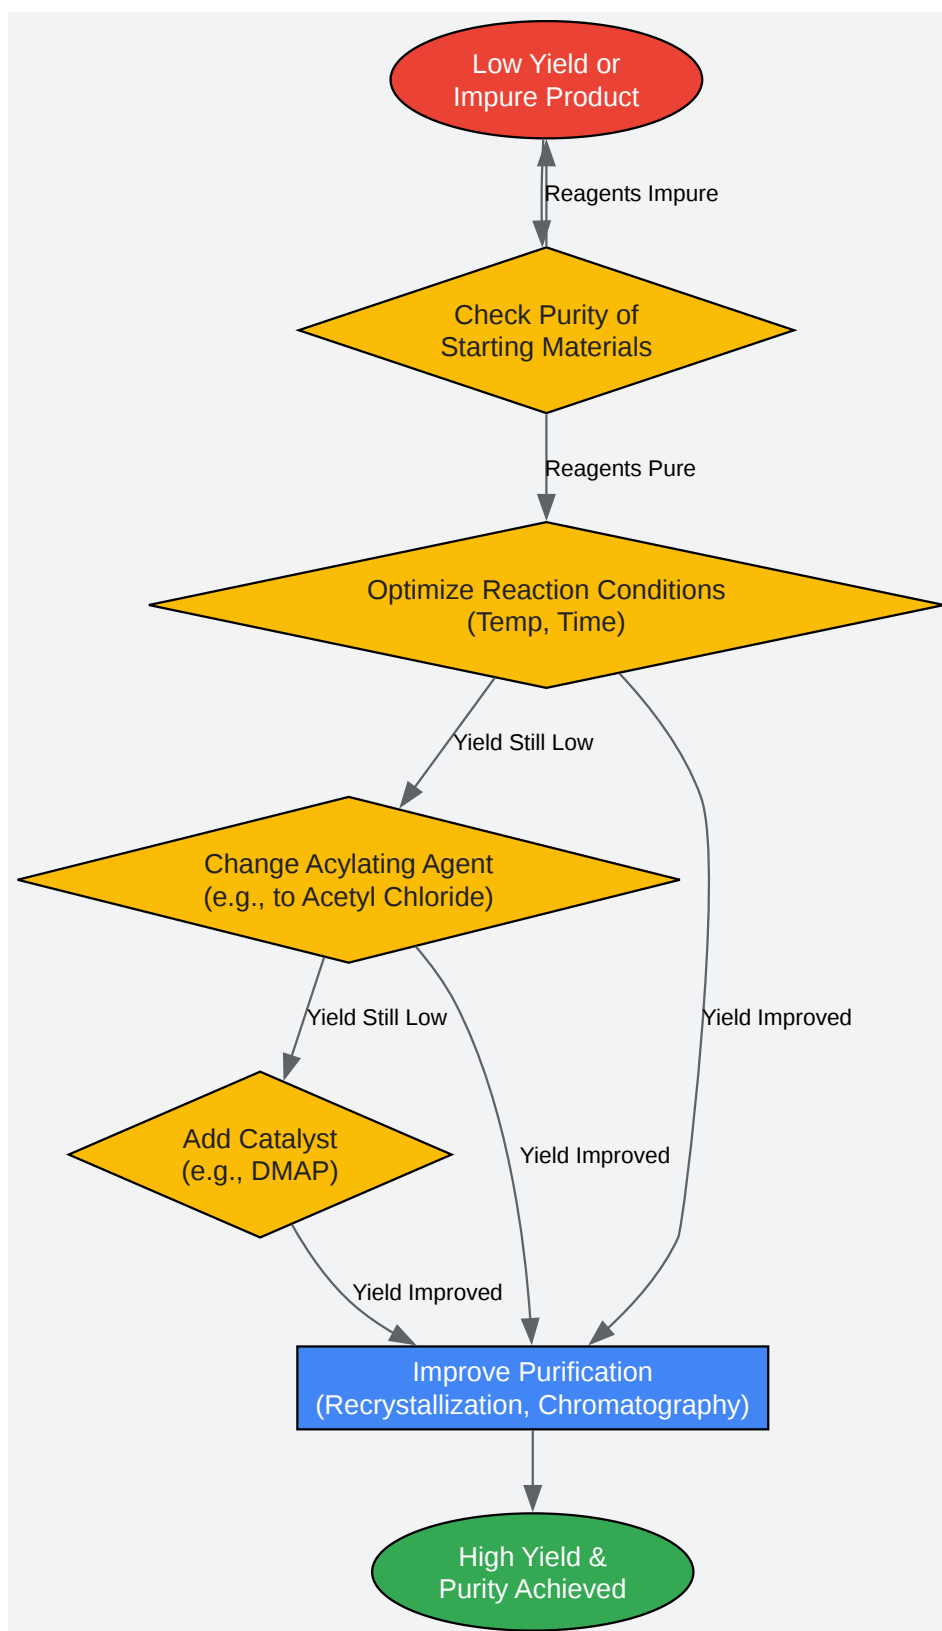 Low Yield or
Impure Product
Reagents Impure
Check Purity of
Starting Materials
Reagents Pure
Optimize Reaction Conditions
(Temp, Time)
Yield Still Low
Change Acylating Agent
(e.g., to Acetyl Chloride)
Yield Still Low
Yield Improved
Add Catalyst
(e.g., DMAP)
Yield Improved
Yield Improved
Improve Purification
(Recrystallization, Chromatography)
High Yield &
Purity Achieved